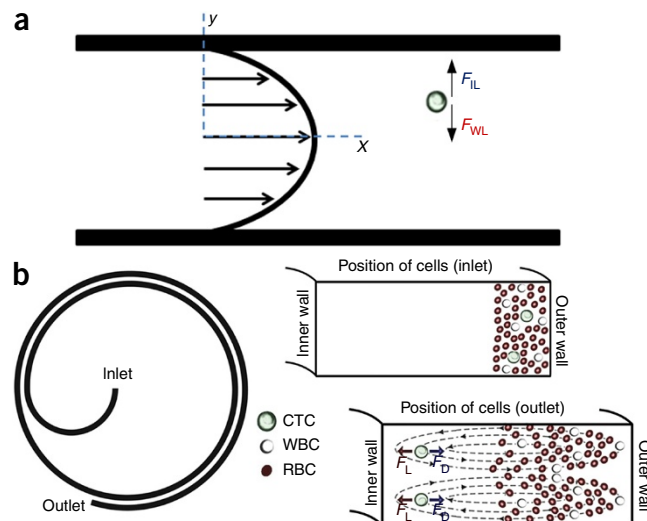 a
y
F_IL
F_WL
x
b
Inlet
Outlet
CTC
WBC
RBC
Position of cells (inlet)
Inner wall
Outer wall
Position of cells (outlet)
Inner wall
Outer wall
F_L
F_D
F_L
F_D